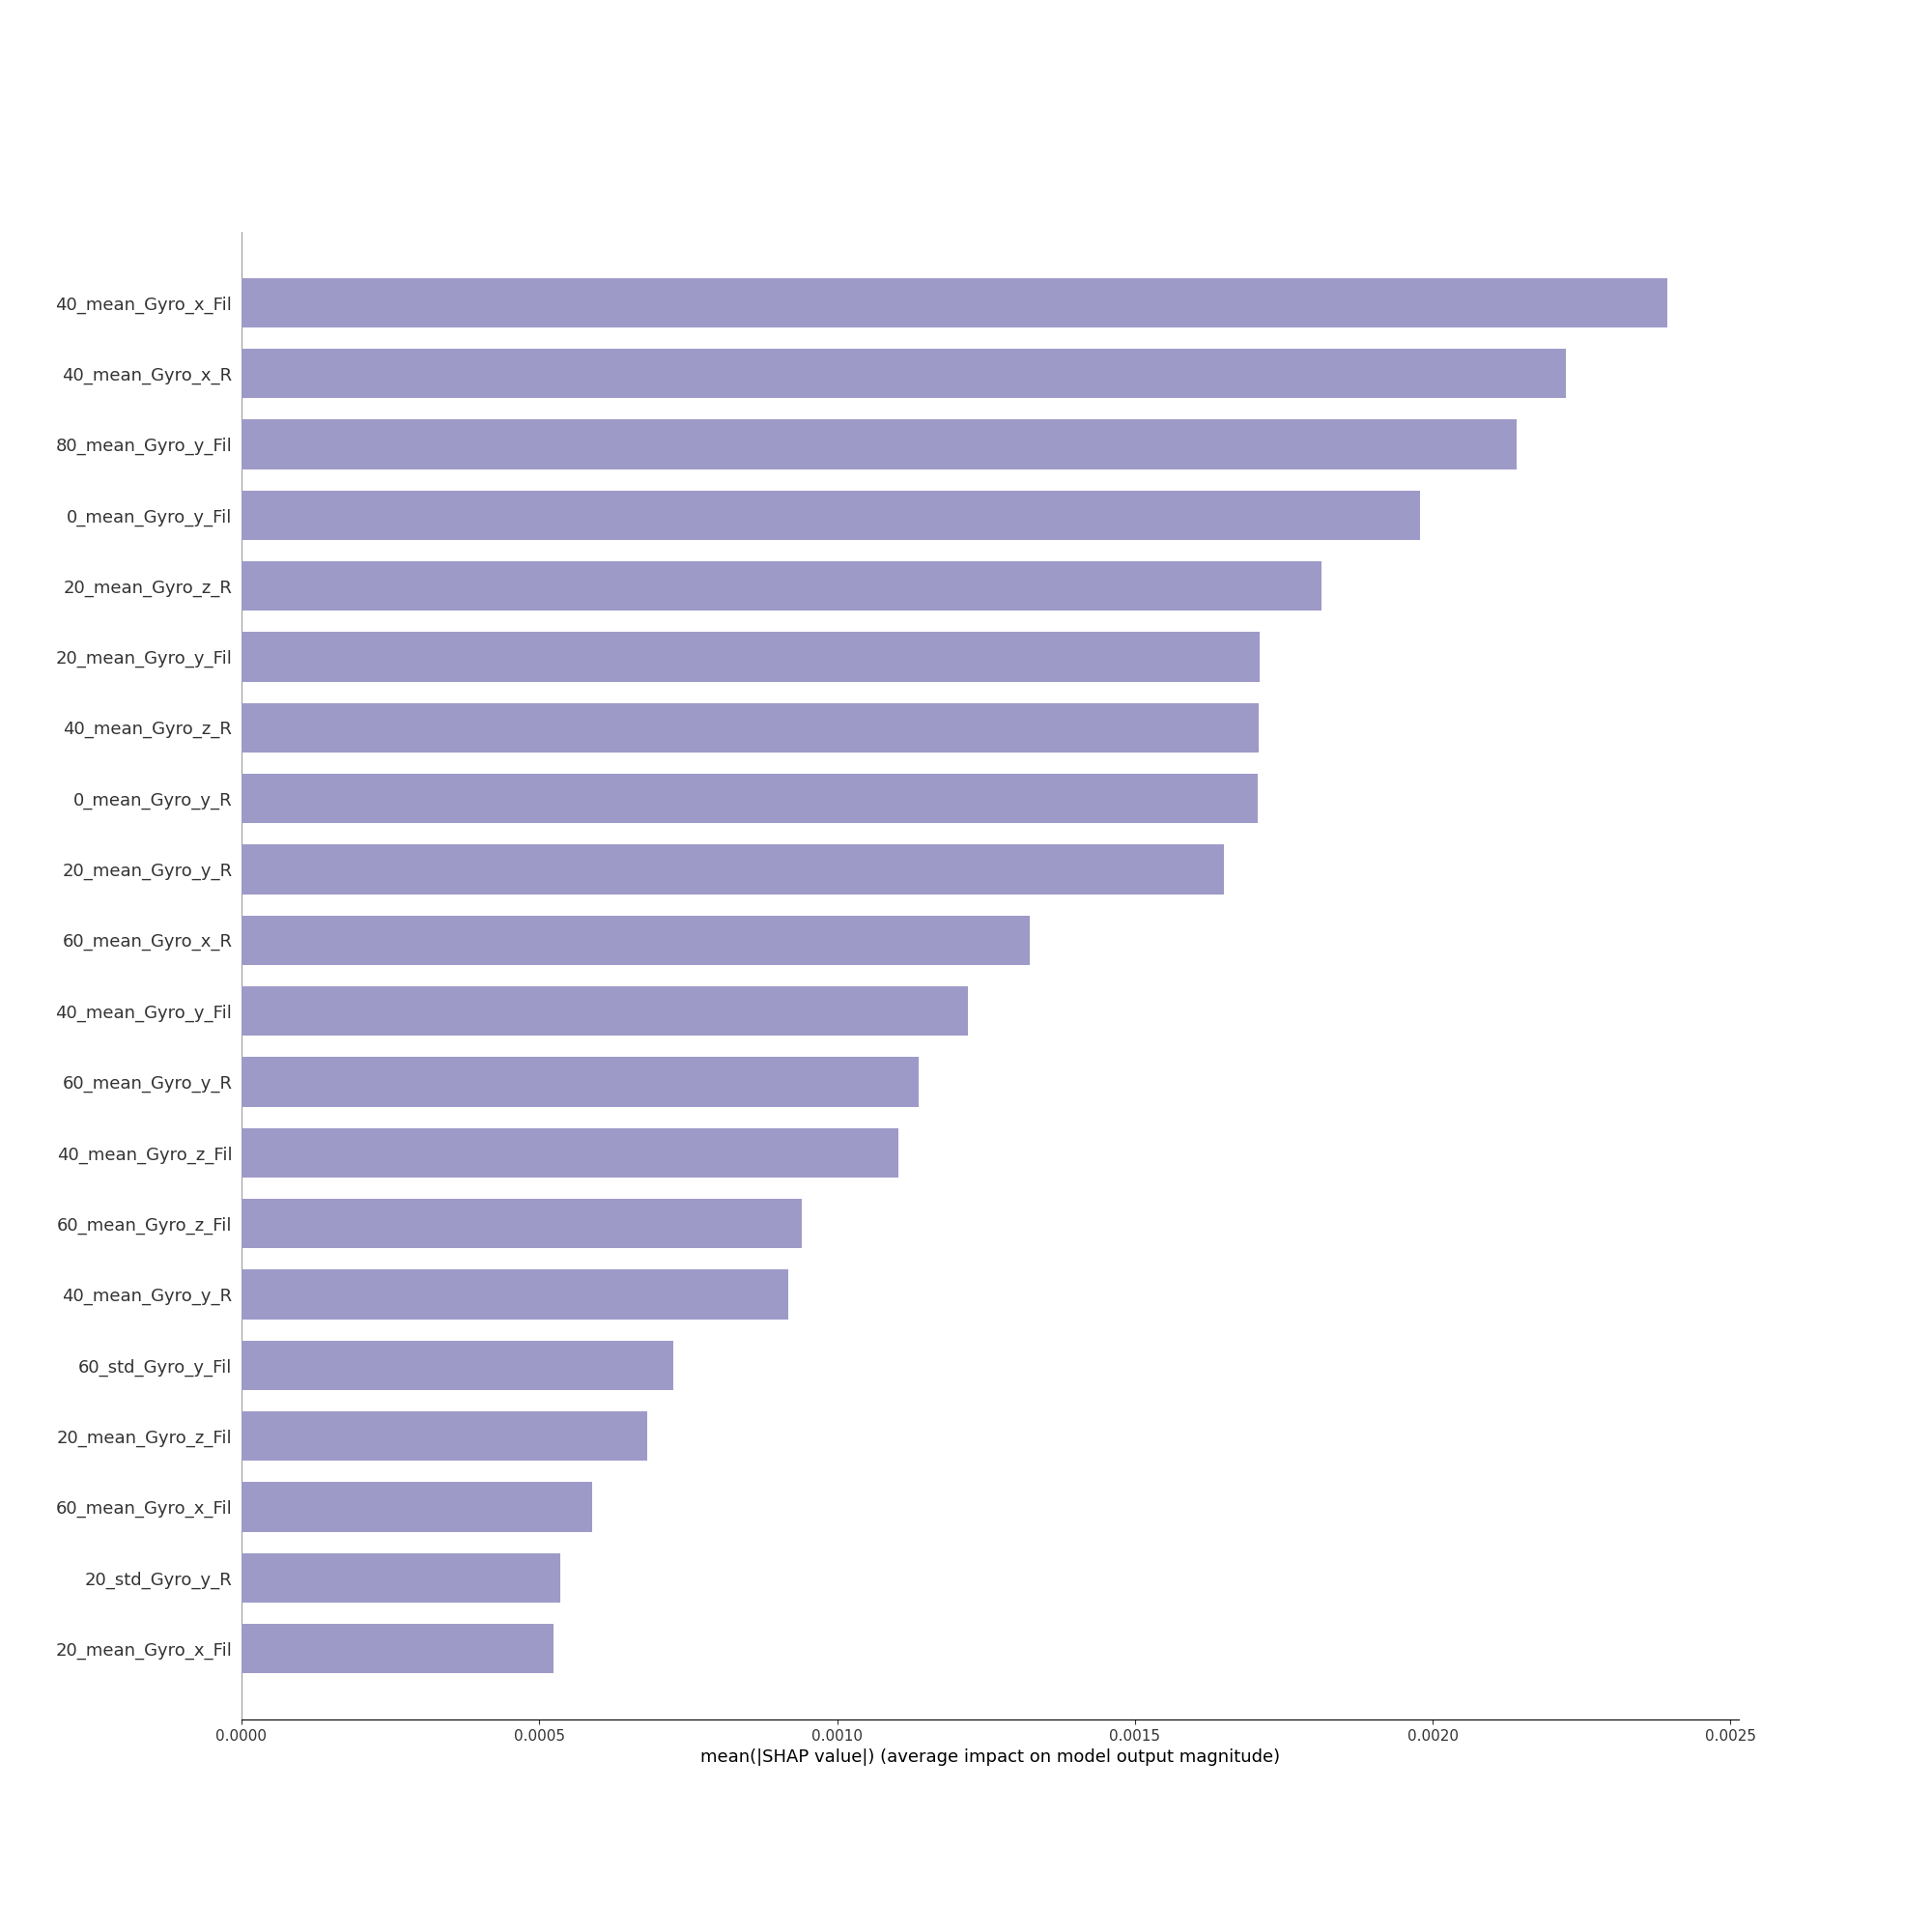 40_mean_Gyro_x_Fil
40_mean_Gyro_x_R
80_mean_Gyro_y_Fil
0_mean_Gyro_y_Fil
20_mean_Gyro_z_R
20_mean_Gyro_y_Fil
40_mean_Gyro_z_R
0_mean_Gyro_y_R
20_mean_Gyro_y_R
60_mean_Gyro_x_R
40_mean_Gyro_y_Fil
60_mean_Gyro_y_R
40_mean_Gyro_z_Fil
60_mean_Gyro_z_Fil
40_mean_Gyro_y_R
60_std_Gyro_y_Fil
20_mean_Gyro_z_Fil
60_mean_Gyro_x_Fil
20_std_Gyro_y_R
20_mean_Gyro_x_Fil
0.0000 0.0005 0.0010 0.0015 0.0020 0.0025
mean(|SHAP value|) (average impact on model output magnitude)